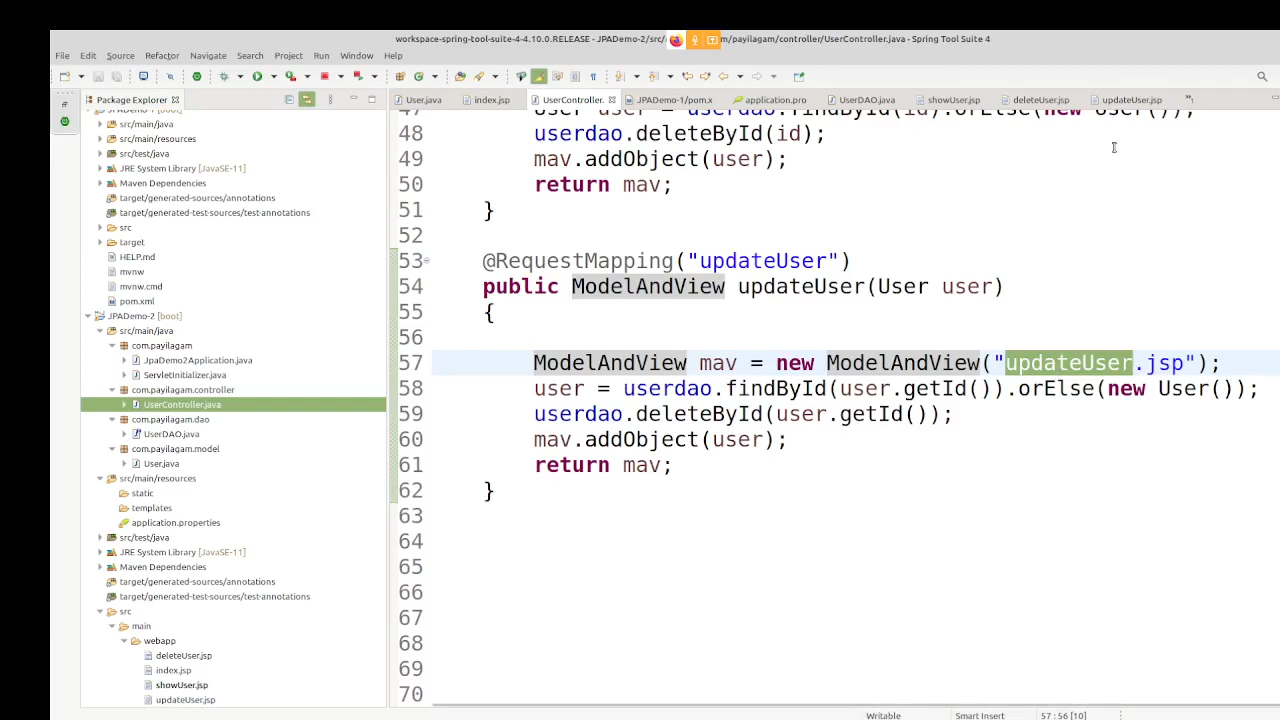 workspace-spring-tool-suite-4-4.10.0.RELEASE - JPADemo-2/src/ m/payilagam/controller/UserController.java - Spring Tool Suite 4
File Edit Source Refactor Navigate Search Project Run Window Help
Package Explorer
User.java index.jsp UserController. JPADemo-1/pom.x application.pro UserDAO.java showUser.jsp deleteUser.jsp updateUser.jsp
src/main/java
src/main/resources
src/test/java
JRE System Library [JavaSE-11]
Maven Dependencies
target/generated-sources/annotations
target/generated-test-sources/test-annotations
src
target
HELP.md
mvnw
mvnw.cmd
pom.xml
JPADemo-2 [boot]
src/main/java
com.payilagam
JpaDemo2Application.java
ServletInitializer.java
com.payilagam.controller
UserController.java
com.payilagam.dao
UserDAO.java
com.payilagam.model
User.java
src/main/resources
static
templates
application.properties
src/test/java
JRE System Library [JavaSE-11]
Maven Dependencies
target/generated-sources/annotations
target/generated-test-sources/test-annotations
src
main
webapp
deleteUser.jsp
index.jsp
showUser.jsp
updateUser.jsp
47 User user = userdao.findById(id).orElse(new User());
48 userdao.deleteById(id);
49 mav.addObject(user);
50 return mav;
51 }
52
53 @RequestMapping("updateUser")
54 public ModelAndView updateUser(User user)
55 {
56
57 ModelAndView mav = new ModelAndView("updateUser.jsp");
58 user = userdao.findById(user.getId()).orElse(new User());
59 userdao.deleteById(user.getId());
60 mav.addObject(user);
61 return mav;
62 }
63
64
65
66
67
68
69
70
Writable Smart Insert 57 : 56 [10]